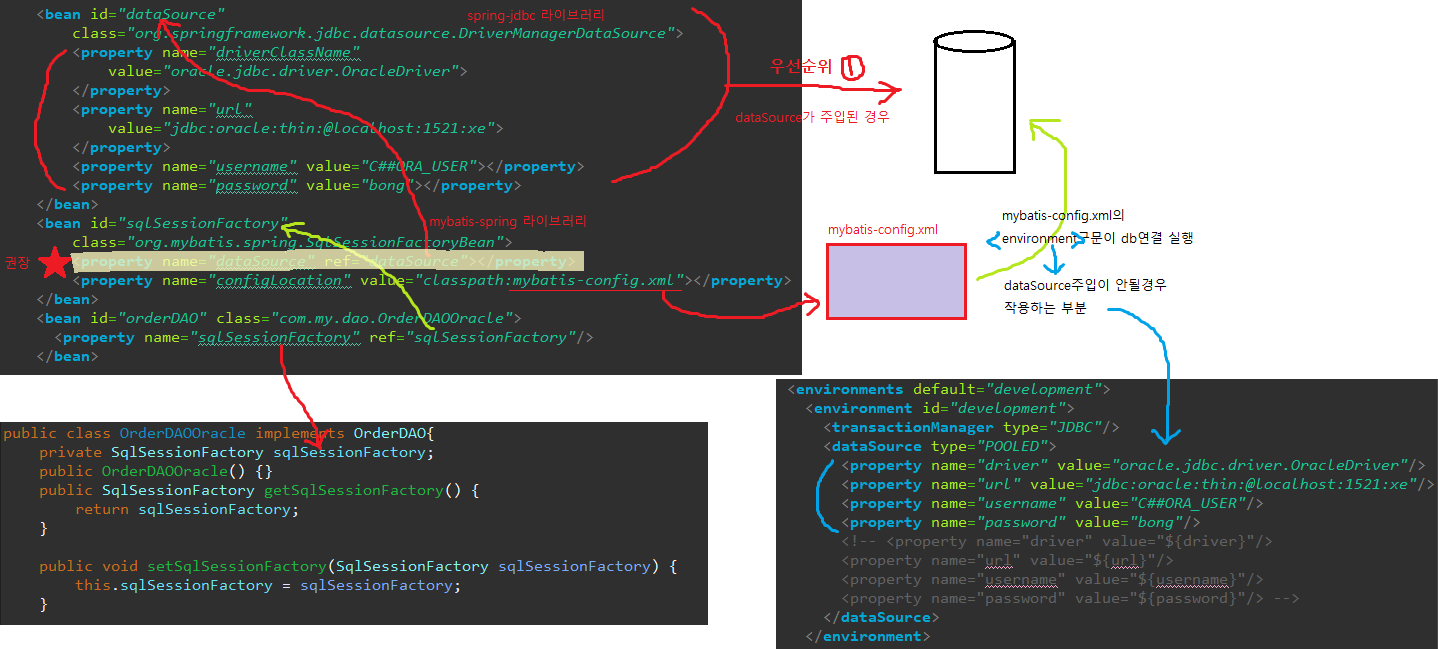 <bean id="dataSource"
spring-jdbc 라이브러리
class="org.springframework.jdbc.datasource.DriverManagerDataSource">
<property name="driverClassName"
value="oracle.jdbc.driver.OracleDriver">
</property>
<property name="url"
value="jdbc:oracle:thin:@localhost:1521:xe">
</property>
<property name="username" value="C##ORA_USER"></property>
<property name="password" value="bong"></property>
</bean>
우선순위 1
dataSource가 주입된 경우
<bean id="sqlSessionFactory"
mybatis-spring 라이브러리
class="org.mybatis.spring.SqlSessionFactoryBean">
권장
<property name="dataSource" ref="dataSource"></property>
<property name="configLocation" value="classpath:mybatis-config.xml"></property>
</bean>
<bean id="orderDAO" class="com.my.dao.OrderDAOOracle">
<property name="sqlSessionFactory" ref="sqlSessionFactory"/>
</bean>
mybatis-config.xml
mybatis-config.xml의
environment구문이 db연결 실행
dataSource주입이 안될경우
작용하는 부분
public class OrderDAOOracle implements OrderDAO{
private SqlSessionFactory sqlSessionFactory;
public OrderDAOOracle() {}
public SqlSessionFactory getSqlSessionFactory() {
return sqlSessionFactory;
}
public void setSqlSessionFactory(SqlSessionFactory sqlSessionFactory) {
this.sqlSessionFactory = sqlSessionFactory;
}
<environments default="development">
<environment id="development">
<transactionManager type="JDBC"/>
<dataSource type="POOLED">
<property name="driver" value="oracle.jdbc.driver.OracleDriver"/>
<property name="url" value="jdbc:oracle:thin:@localhost:1521:xe"/>
<property name="username" value="C##ORA_USER"/>
<property name="password" value="bong"/>
<!-- <property name="driver" value="${driver}"/>
<property name="url" value="${url}"/>
<property name="username" value="${username}"/>
<property name="password" value="${password}"/> -->
</dataSource>
</environment>